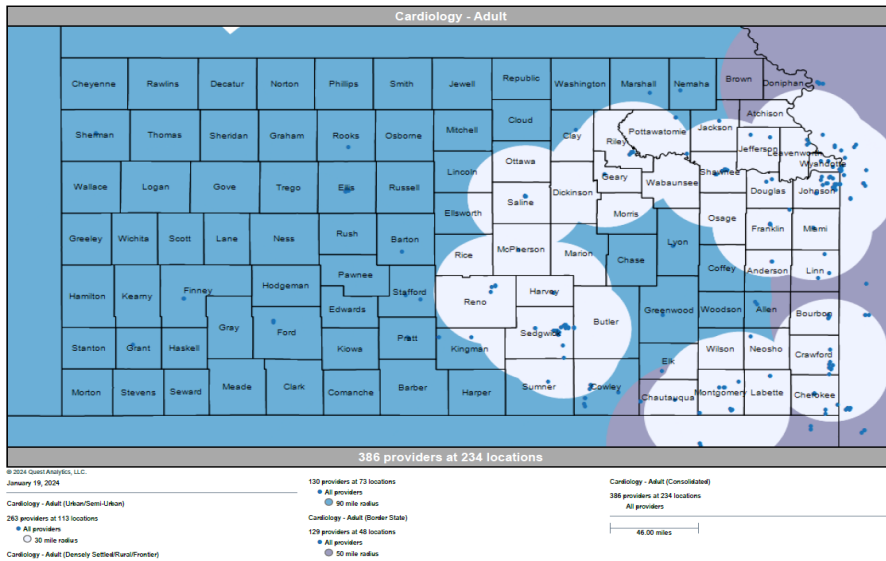 Cardiology - Adult
Cheyenne Rawlins Decatur Norton Phillips Smith Jewell Republic Washington Marshall Nemaha Brown Doniphan
Sherman Thomas Sheridan Graham Rooks Osborne Mitchell Cloud Clay Riley Pottawatomie Jackson Atchison
Jefferson Leavenworth
Wyandotte
Wallace Logan Gove Trego Ellis Russell Lincoln Ottawa Geary Wabaunsee Shawnee
Saline Dickinson Douglas Johnson
Ellsworth Morris
Greeley Wichita Scott Lane Ness Rush Barton Rice McPherson Marion Chase Lyon Osage Franklin Miami
Hamilton Kearny Finney Hodgeman Pawnee Stafford Reno Harvey Coffey Anderson Linn
Gray Ford Edwards Sedgwick Butler Greenwood Woodson Allen Bourbon
Stanton Grant Haskell Kiowa Pratt Kingman Elk Wilson Neosho Crawford
Morton Stevens Seward Meade Clark Comanche Barber Harper Sumner Cowley Chautauqua Montgomery Labette Cherokee
386 providers at 234 locations
© 2024 Quest Analytics, LLC.
January 19, 2024
Cardiology - Adult (Urban/Semi-Urban)
263 providers at 113 locations
All providers
30 mile radius
Cardiology - Adult (Densely Settled/Rural/Frontier)
130 providers at 73 locations
All providers
90 mile radius
Cardiology - Adult (Border State)
129 providers at 48 locations
All providers
50 mile radius
Cardiology - Adult (Consolidated)
386 providers at 234 locations
All providers
46.00 miles